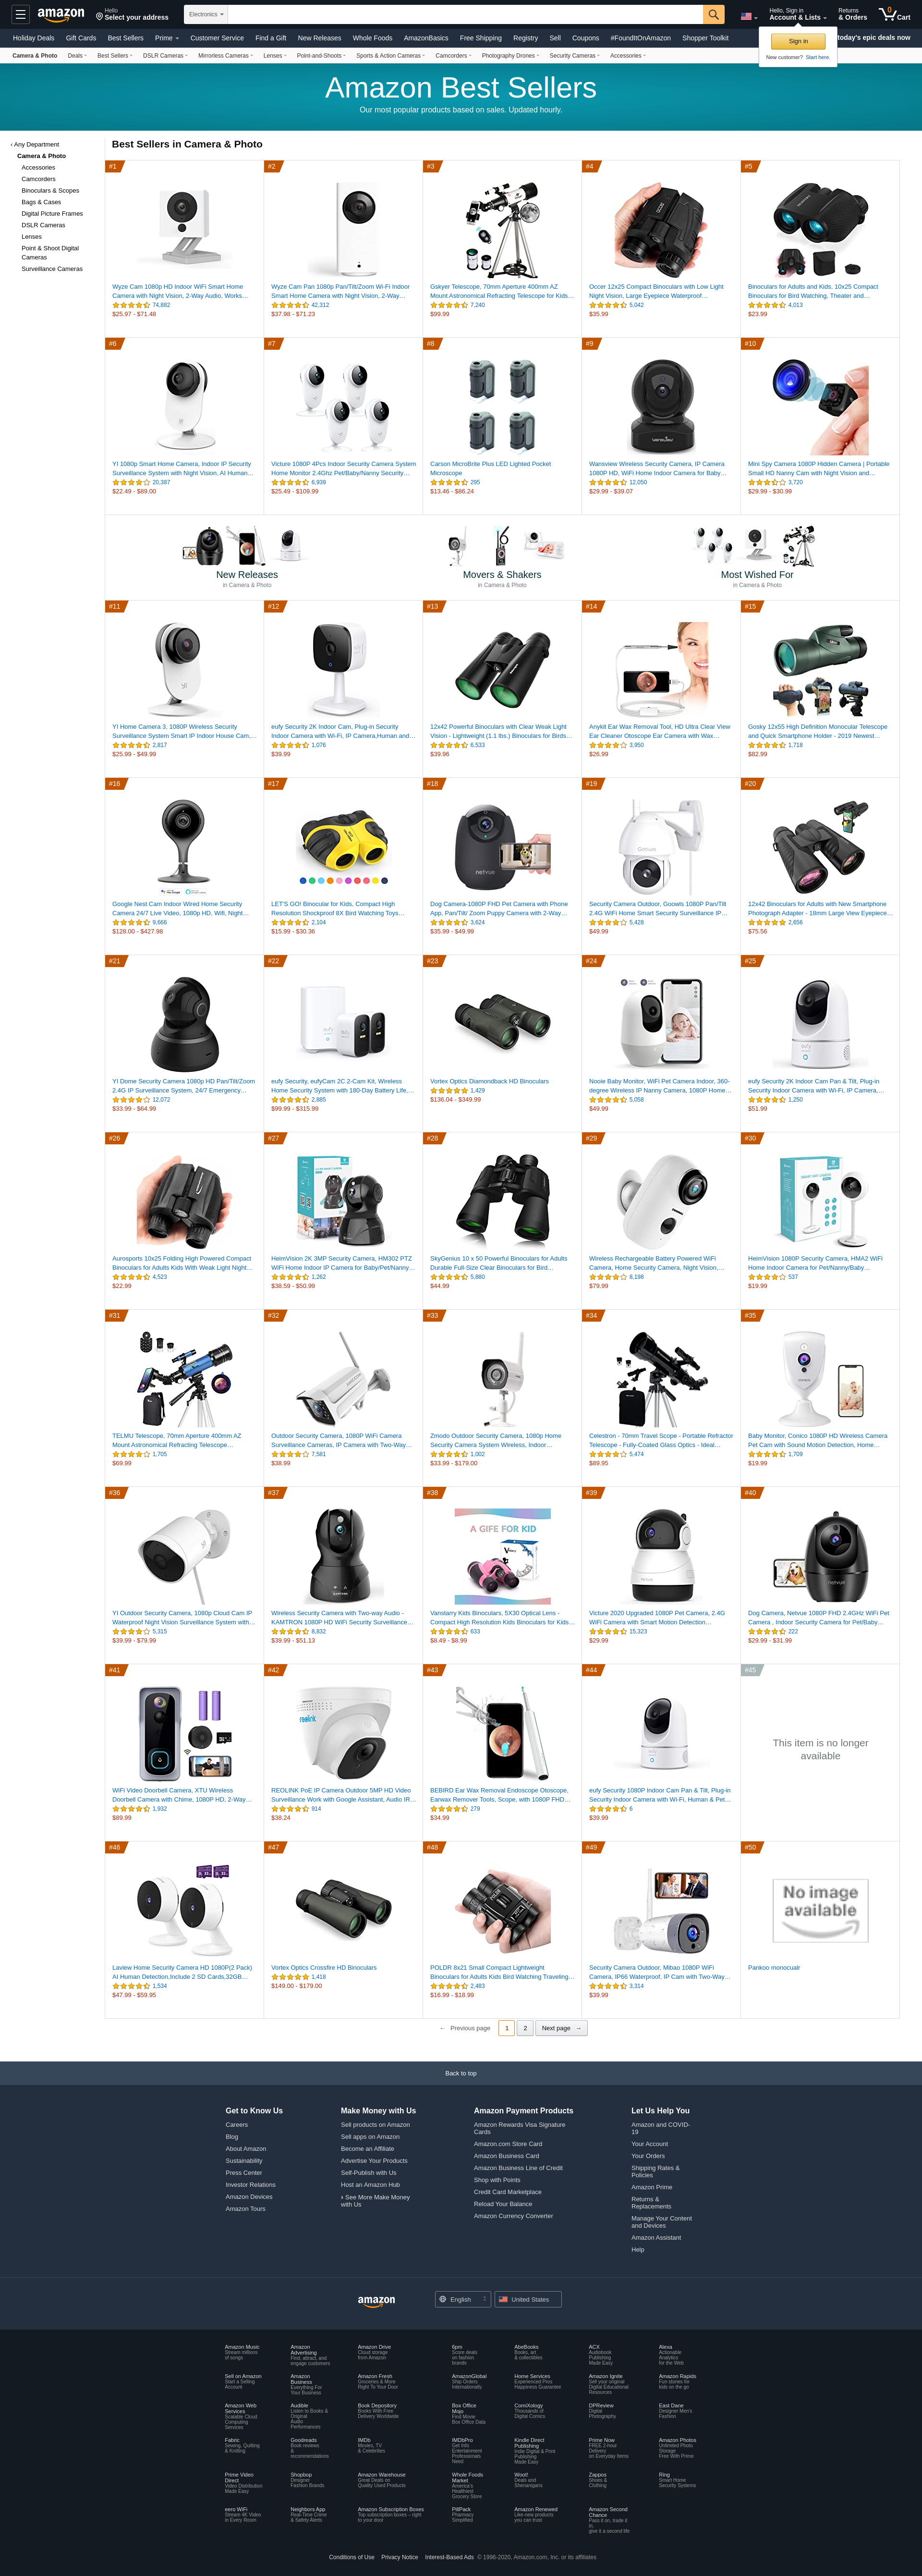 amazon
Hello
Select your address
Electronics
Hello, Sign in
Account & Lists
Returns
& Orders
0
Cart
Holiday Deals
Gift Cards
Best Sellers
Prime
Customer Service
Find a Gift
New Releases
Whole Foods
AmazonBasics
Free Shipping
Registry
Sell
Coupons
#FoundItOnAmazon
Shopper Toolkit
today's epic deals now
Sign in
New customer? Start here.
Camera & Photo
Deals
Best Sellers
DSLR Cameras
Mirrorless Cameras
Lenses
Point-and-Shoots
Sports & Action Cameras
Camcorders
Photography Drones
Security Cameras
Accessories
Amazon Best Sellers
Our most popular products based on sales. Updated hourly.
‹ Any Department
Camera & Photo
Accessories
Camcorders
Binoculars & Scopes
Bags & Cases
Digital Picture Frames
DSLR Cameras
Lenses
Point & Shoot Digital
Cameras
Surveillance Cameras
Best Sellers in Camera & Photo
#1
Wyze Cam 1080p HD Indoor WiFi Smart Home
Camera with Night Vision, 2-Way Audio, Works…
74,882
$25.97 - $71.48
#2
Wyze Cam Pan 1080p Pan/Tilt/Zoom Wi-Fi Indoor
Smart Home Camera with Night Vision, 2-Way…
42,312
$37.98 - $71.23
#3
Gskyer Telescope, 70mm Aperture 400mm AZ
Mount Astronomical Refracting Telescope for Kids…
7,240
$99.99
#4
Occer 12x25 Compact Binoculars with Low Light
Night Vision, Large Eyepiece Waterproof…
5,042
$35.99
#5
Binoculars for Adults and Kids, 10x25 Compact
Binoculars for Bird Watching, Theater and…
4,013
$23.99
#6
YI 1080p Smart Home Camera, Indoor IP Security
Surveillance System with Night Vision, AI Human…
20,387
$22.49 - $89.00
#7
Victure 1080P 4Pcs Indoor Security Camera System
Home Monitor 2.4Ghz Pet/Baby/Nanny Security…
6,939
$25.49 - $109.99
#8
Carson MicroBrite Plus LED Lighted Pocket
Microscope
295
$13.46 - $86.24
#9
Wansview Wireless Security Camera, IP Camera
1080P HD, WiFi Home Indoor Camera for Baby…
12,050
$29.99 - $39.07
#10
Mini Spy Camera 1080P Hidden Camera | Portable
Small HD Nanny Cam with Night Vision and…
3,720
$29.99 - $30.99
New Releases
in Camera & Photo
Movers & Shakers
in Camera & Photo
Most Wished For
in Camera & Photo
#11
YI Home Camera 3, 1080P Wireless Security
Surveillance System Smart IP Indoor House Cam,…
2,817
$25.99 - $49.99
#12
eufy Security 2K Indoor Cam, Plug-in Security
Indoor Camera with Wi-Fi, IP Camera,Human and…
1,076
$39.99
#13
12x42 Powerful Binoculars with Clear Weak Light
Vision - Lightweight (1.1 lbs.) Binoculars for Birds…
6,533
$39.96
#14
Anykit Ear Wax Removal Tool, HD Ultra Clear View
Ear Cleaner Otoscope Ear Camera with Wax…
3,950
$26.99
#15
Gosky 12x55 High Definition Monocular Telescope
and Quick Smartphone Holder - 2019 Newest…
1,718
$82.99
#16
Google Nest Cam Indoor Wired Home Security
Camera 24/7 Live Video, 1080p HD, Wifi, Night…
9,666
$128.00 - $427.98
#17
LET'S GO! Binocular for Kids, Compact High
Resolution Shockproof 8X Bird Watching Toys…
2,104
$15.99 - $30.36
#18
netvue
Dog Camera-1080P FHD Pet Camera with Phone
App, Pan/Tilt/ Zoom Puppy Camera with 2-Way…
3,624
$35.99 - $49.99
#19
Security Camera Outdoor, Goowls 1080P Pan/Tilt
2.4G WiFi Home Smart Security Surveillance IP…
5,428
$49.99
#20
12x42 Binoculars for Adults with New Smartphone
Photograph Adapter - 18mm Large View Eyepiece…
2,656
$75.56
#21
YI Dome Security Camera 1080p HD Pan/Tilt/Zoom
2.4G IP Surveillance System, 24/7 Emergency…
12,072
$33.99 - $64.99
#22
eufy Security, eufyCam 2C 2-Cam Kit, Wireless
Home Security System with 180-Day Battery Life,…
2,885
$99.99 - $315.99
#23
Vortex Optics Diamondback HD Binoculars
1,429
$136.04 - $349.99
#24
Nooie Baby Monitor, WiFi Pet Camera Indoor, 360-
degree Wireless IP Nanny Camera, 1080P Home…
5,058
$49.99
#25
eufy Security 2K Indoor Cam Pan & Tilt, Plug-in
Security Indoor Camera with Wi-Fi, IP Camera,…
1,250
$51.99
#26
Aurosports 10x25 Folding High Powered Compact
Binoculars for Adults Kids With Weak Light Night…
4,523
$22.99
#27
HeimVision 2K 3MP Security Camera, HM302 PTZ
WiFi Home Indoor IP Camera for Baby/Pet/Nanny…
1,262
$38.59 - $50.99
#28
SkyGenius 10 x 50 Powerful Binoculars for Adults
Durable Full-Size Clear Binoculars for Bird…
5,880
$44.99
#29
Wireless Rechargeable Battery Powered WiFi
Camera, Home Security Camera, Night Vision,…
8,198
$79.99
#30
HeimVision 1080P Security Camera, HMA2 WiFi
Home Indoor Camera for Pet/Nanny/Baby…
537
$19.99
#31
TELMU Telescope, 70mm Aperture 400mm AZ
Mount Astronomical Refracting Telescope…
1,705
$69.99
#32
Outdoor Security Camera, 1080P WiFi Camera
Surveillance Cameras, IP Camera with Two-Way…
7,581
$38.99
#33
Zmodo Outdoor Security Camera, 1080p Home
Security Camera System Wireless, Indoor…
1,002
$33.99 - $179.00
#34
Celestron - 70mm Travel Scope - Portable Refractor
Telescope - Fully-Coated Glass Optics - Ideal…
5,474
$89.95
#35
Baby Monitor, Conico 1080P HD Wireless Camera
Pet Cam with Sound Motion Detection, Home…
1,709
$19.99
#36
YI Outdoor Security Camera, 1080p Cloud Cam IP
Waterproof Night Vision Surveillance System with…
5,315
$39.99 - $79.99
#37
Wireless Security Camera with Two-way Audio -
KAMTRON 1080P HD WiFi Security Surveillance…
8,832
$39.99 - $51.13
#38
A GIFE FOR KID
Vanstarry Kids Binoculars, 5X30 Optical Lens -
Compact High Resolution Kids Binoculars for Kids…
633
$8.49 - $8.99
#39
Victure 2020 Upgraded 1080P Pet Camera, 2.4G
WiFi Camera with Smart Motion Detection…
15,323
$29.99
#40
netvue
Dog Camera, Netvue 1080P FHD 2.4GHz WiFi Pet
Camera , Indoor Security Camera for Pet/Baby…
222
$29.99 - $31.99
#41
WiFi Video Doorbell Camera, XTU Wireless
Doorbell Camera with Chime, 1080P HD, 2-Way…
1,932
$89.99
#42
reolink
REOLINK PoE IP Camera Outdoor 5MP HD Video
Surveillance Work with Google Assistant, Audio IR…
914
$38.24
#43
BEBIRD Ear Wax Removal Endoscope Otoscope,
Earwax Remover Tools, Scope, with 1080P FHD…
279
$34.99
#44
eufy Security 1080P Indoor Cam Pan & Tilt, Plug-in
Security Indoor Camera with Wi-Fi, Human & Pet…
6
$39.99
#45
This item is no longer
available
#46
Laview Home Security Camera HD 1080P(2 Pack)
AI Human Detection,Include 2 SD Cards,32GB…
1,534
$47.99 - $59.95
#47
Vortex Optics Crossfire HD Binoculars
1,418
$149.00 - $179.00
#48
POLDR 8x21 Small Compact Lightweight
Binoculars for Adults Kids Bird Watching Traveling…
2,483
$16.99 - $18.99
#49
Security Camera Outdoor, Mibao 1080P WiFi
Camera, IP66 Waterproof, IP Cam with Two-Way…
3,314
$39.99
#50
No image
available
Pankoo monocualr
← Previous page
1
2
Next page →
Back to top
Get to Know Us
Careers
Blog
About Amazon
Sustainability
Press Center
Investor Relations
Amazon Devices
Amazon Tours
Make Money with Us
Sell products on Amazon
Sell apps on Amazon
Become an Affiliate
Advertise Your Products
Self-Publish with Us
Host an Amazon Hub
› See More Make Money
with Us
Amazon Payment Products
Amazon Rewards Visa Signature
Cards
Amazon.com Store Card
Amazon Business Card
Amazon Business Line of Credit
Shop with Points
Credit Card Marketplace
Reload Your Balance
Amazon Currency Converter
Let Us Help You
Amazon and COVID-
19
Your Account
Your Orders
Shipping Rates &
Policies
Amazon Prime
Returns &
Replacements
Manage Your Content
and Devices
Amazon Assistant
Help
amazon
English
United States
Amazon Music
Stream millions
of songs
Amazon
Advertising
Find, attract, and
engage customers
Amazon Drive
Cloud storage
from Amazon
6pm
Score deals
on fashion
brands
AbeBooks
Books, art
& collectibles
ACX
Audiobook
Publishing
Made Easy
Alexa
Actionable
Analytics
for the Web
Sell on Amazon
Start a Selling
Account
Amazon
Business
Everything For
Your Business
Amazon Fresh
Groceries & More
Right To Your Door
AmazonGlobal
Ship Orders
Internationally
Home Services
Experienced Pros
Happiness Guarantee
Amazon Ignite
Sell your original
Digital Educational
Resources
Amazon Rapids
Fun stories for
kids on the go
Amazon Web
Services
Scalable Cloud
Computing
Services
Audible
Listen to Books &
Original
Audio
Performances
Book Depository
Books With Free
Delivery Worldwide
Box Office
Mojo
Find Movie
Box Office Data
ComiXology
Thousands of
Digital Comics
DPReview
Digital
Photography
East Dane
Designer Men's
Fashion
Fabric
Sewing, Quilting
& Knitting
Goodreads
Book reviews
&
recommendations
IMDb
Movies, TV
& Celebrities
IMDbPro
Get Info
Entertainment
Professionals
Need
Kindle Direct
Publishing
Indie Digital & Print
Publishing
Made Easy
Prime Now
FREE 2-hour
Delivery
on Everyday Items
Amazon Photos
Unlimited Photo
Storage
Free With Prime
Prime Video
Direct
Video Distribution
Made Easy
Shopbop
Designer
Fashion Brands
Amazon Warehouse
Great Deals on
Quality Used Products
Whole Foods
Market
America's
Healthiest
Grocery Store
Woot!
Deals and
Shenanigans
Zappos
Shoes &
Clothing
Ring
Smart Home
Security Systems
eero WiFi
Stream 4K Video
in Every Room
Neighbors App
Real-Time Crime
& Safety Alerts
Amazon Subscription Boxes
Top subscription boxes – right
to your door
PillPack
Pharmacy
Simplified
Amazon Renewed
Like-new products
you can trust
Amazon Second
Chance
Pass it on, trade it
in,
give it a second life
Conditions of Use
Privacy Notice
Interest-Based Ads
© 1996-2020, Amazon.com, Inc. or its affiliates